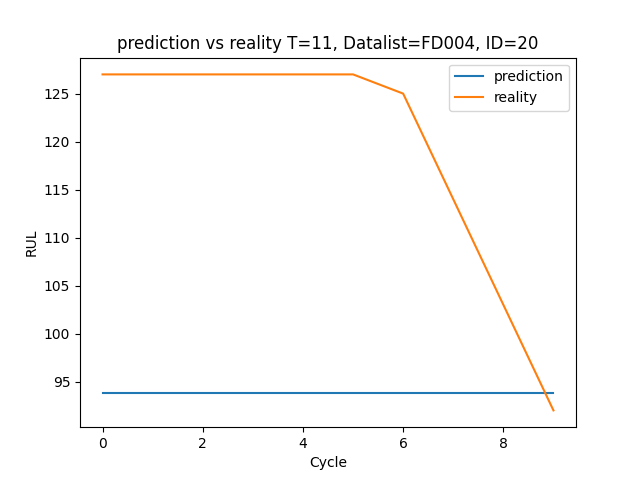 prediction vs reality T=11, Datalist=FD004, ID=20
prediction
reality
RUL
125
120
115
110
105
100
95
0 2 4 6 8
Cycle